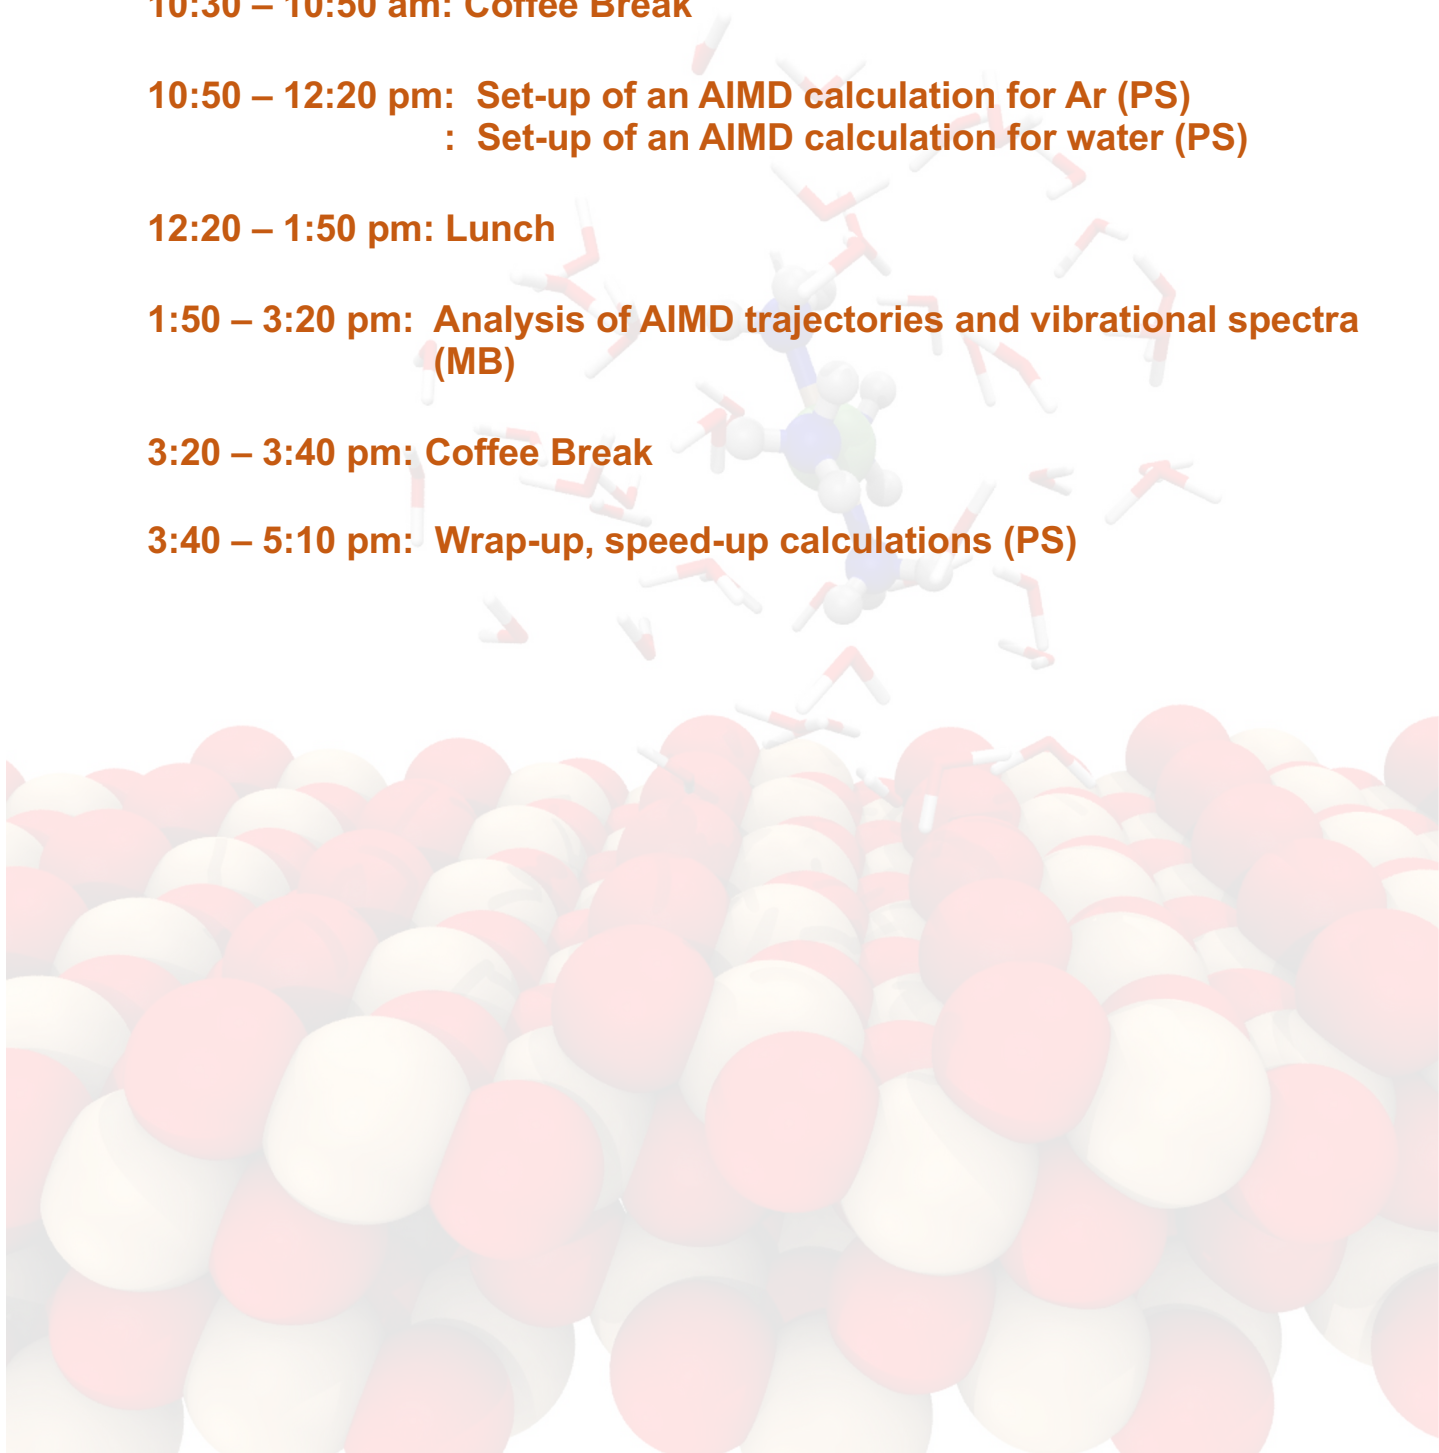 10:30 – 10:50 am: Coffee Break
10:50 – 12:20 pm: Set-up of an AIMD calculation for Ar (PS)
: Set-up of an AIMD calculation for water (PS)
12:20 – 1:50 pm: Lunch
1:50 – 3:20 pm: Analysis of AIMD trajectories and vibrational spectra
(MB)
3:20 – 3:40 pm: Coffee Break
3:40 – 5:10 pm: Wrap-up, speed-up calculations (PS)